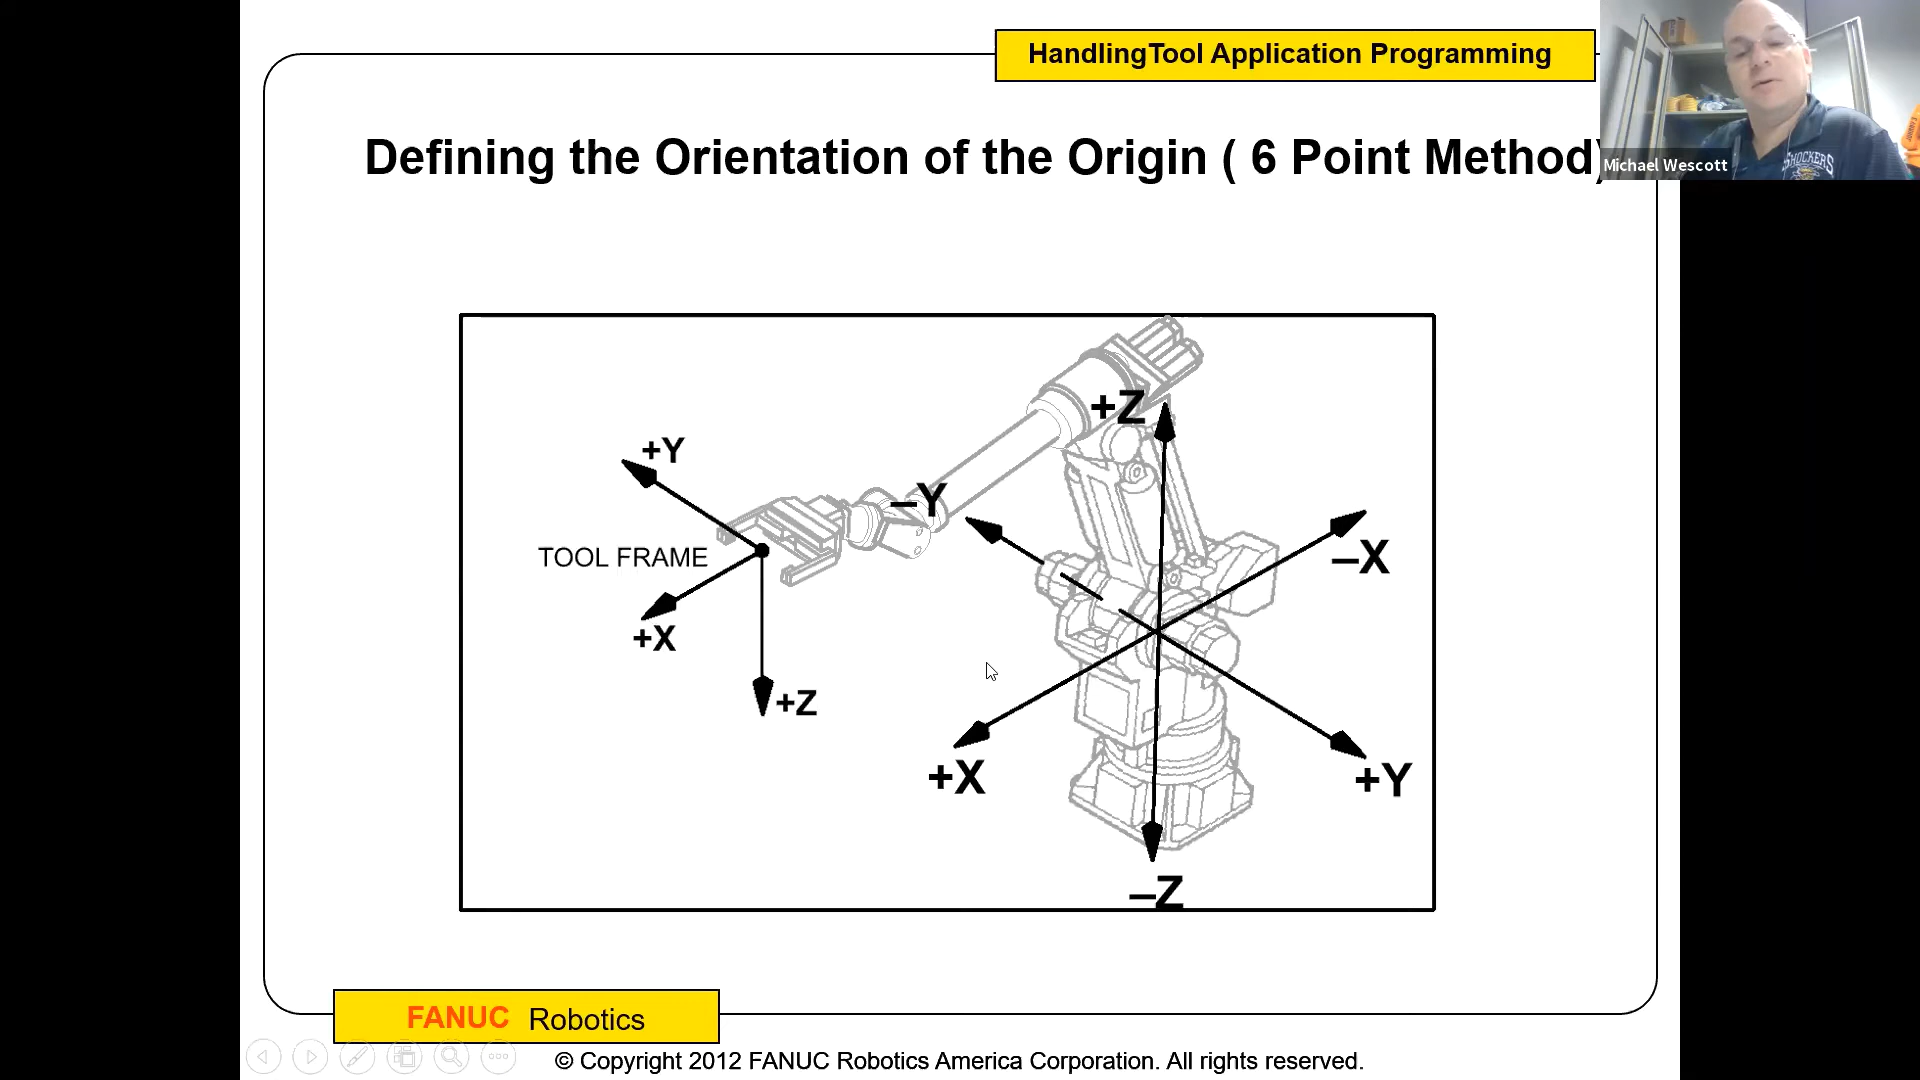 HandlingTool Application Programming
Defining the Orientation of the Origin ( 6 Point Method)
Michael Wescott
SHOCKERS
+Z
+Y
–Y
TOOL FRAME
–X
+X
+Z
+X
+Y
–Z
FANUC Robotics
© Copyright 2012 FANUC Robotics America Corporation. All rights reserved.